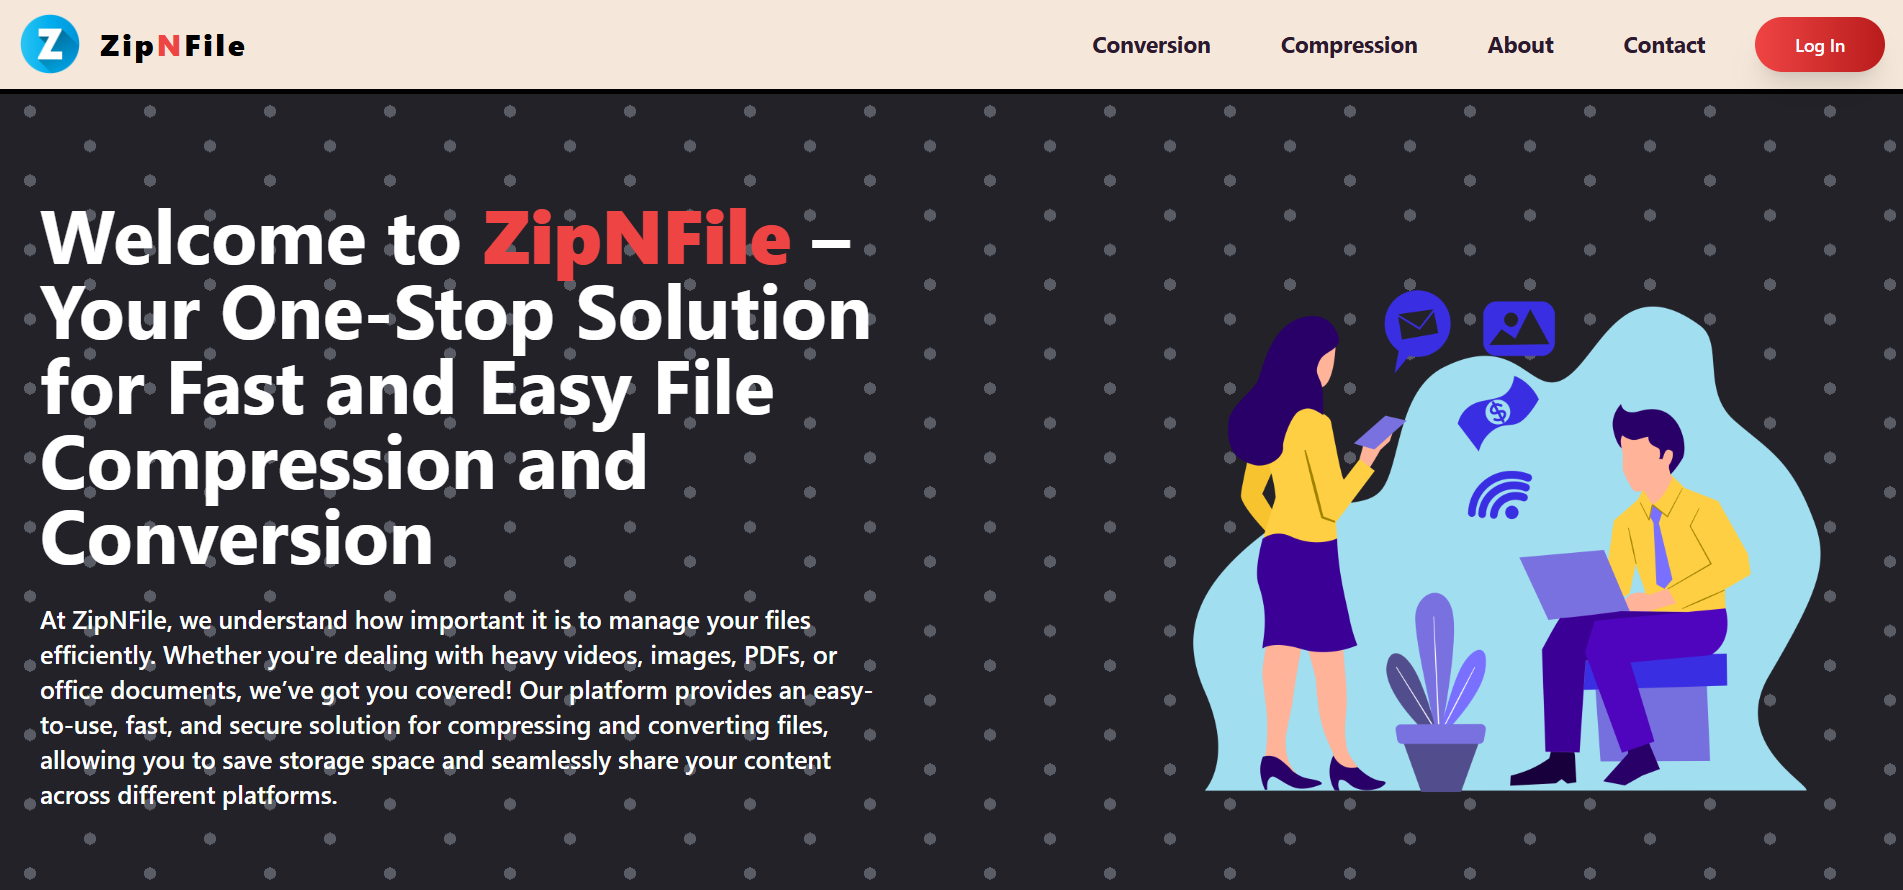 Z ZipNFile
Conversion Compression About Contact Log In
Welcome to ZipNFile –
Your One-Stop Solution
for Fast and Easy File
Compression and
Conversion
At ZipNFile, we understand how important it is to manage your files
efficiently. Whether you're dealing with heavy videos, images, PDFs, or
office documents, we’ve got you covered! Our platform provides an easy-
to-use, fast, and secure solution for compressing and converting files,
allowing you to save storage space and seamlessly share your content
across different platforms.
$